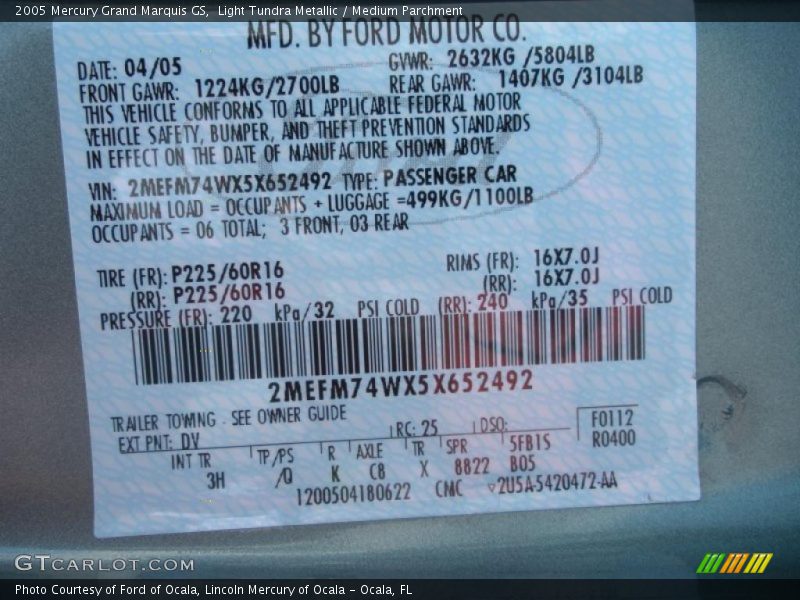 2005 Mercury Grand Marquis GS, Light Tundra Metallic / Medium Parchment
MFD. BY FORD MOTOR CO.
DATE: 04/05 GVWR: 2632KG /5804LB
FRONT GAWR: 1224KG/2700LB REAR GAWR: 1407KG /3104LB
THIS VEHICLE CONFORMS TO ALL APPLICABLE FEDERAL MOTOR
VEHICLE SAFETY, BUMPER, AND THEFT PREVENTION STANDARDS
IN EFFECT ON THE DATE OF MANUFACTURE SHOWN ABOVE.
VIN: 2MEFM74WX5X652492 TYPE: PASSENGER CAR
MAXIMUM LOAD = OCCUPANTS + LUGGAGE =499KG/1100LB
OCCUPANTS = 06 TOTAL; 3 FRONT, 03 REAR
TIRE (FR): P225/60R16 RIMS (FR): 16X7.0J
(RR): P225/60R16 (RR): 16X7.0J
PRESSURE (FR): 220 kPa/32 PSI COLD (RR): 240 kPa/35 PSI COLD
2MEFM74WX5X652492
TRAILER TOWING - SEE OWNER GUIDE
EXT PNT: DV RC: 25 DSO: F0112
R0400
INT TR TP/PS R AXLE TR SPR 5FB1S
3H /Q K C8 X 8822 B05
1200504180622 CMC ▿2U5A-5420472-AA
GTCARLOT.COM
Photo Courtesy of Ford of Ocala, Lincoln Mercury of Ocala - Ocala, FL